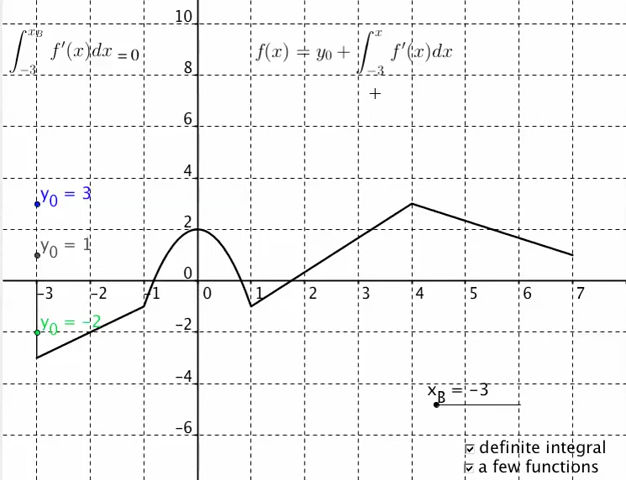 10
∫_{-3}^{x_B} f′(x)dx = 0
f(x) = y₀ + ∫_{-3}^{x} f′(x)dx
8
6
4
y₀ = 3
2
y₀ = 1
0
-3 -2 -1 0 1 2 3 4 5 6 7
y₀ = -2
-2
-4
x_B = -3
-6
definite integral
a few functions